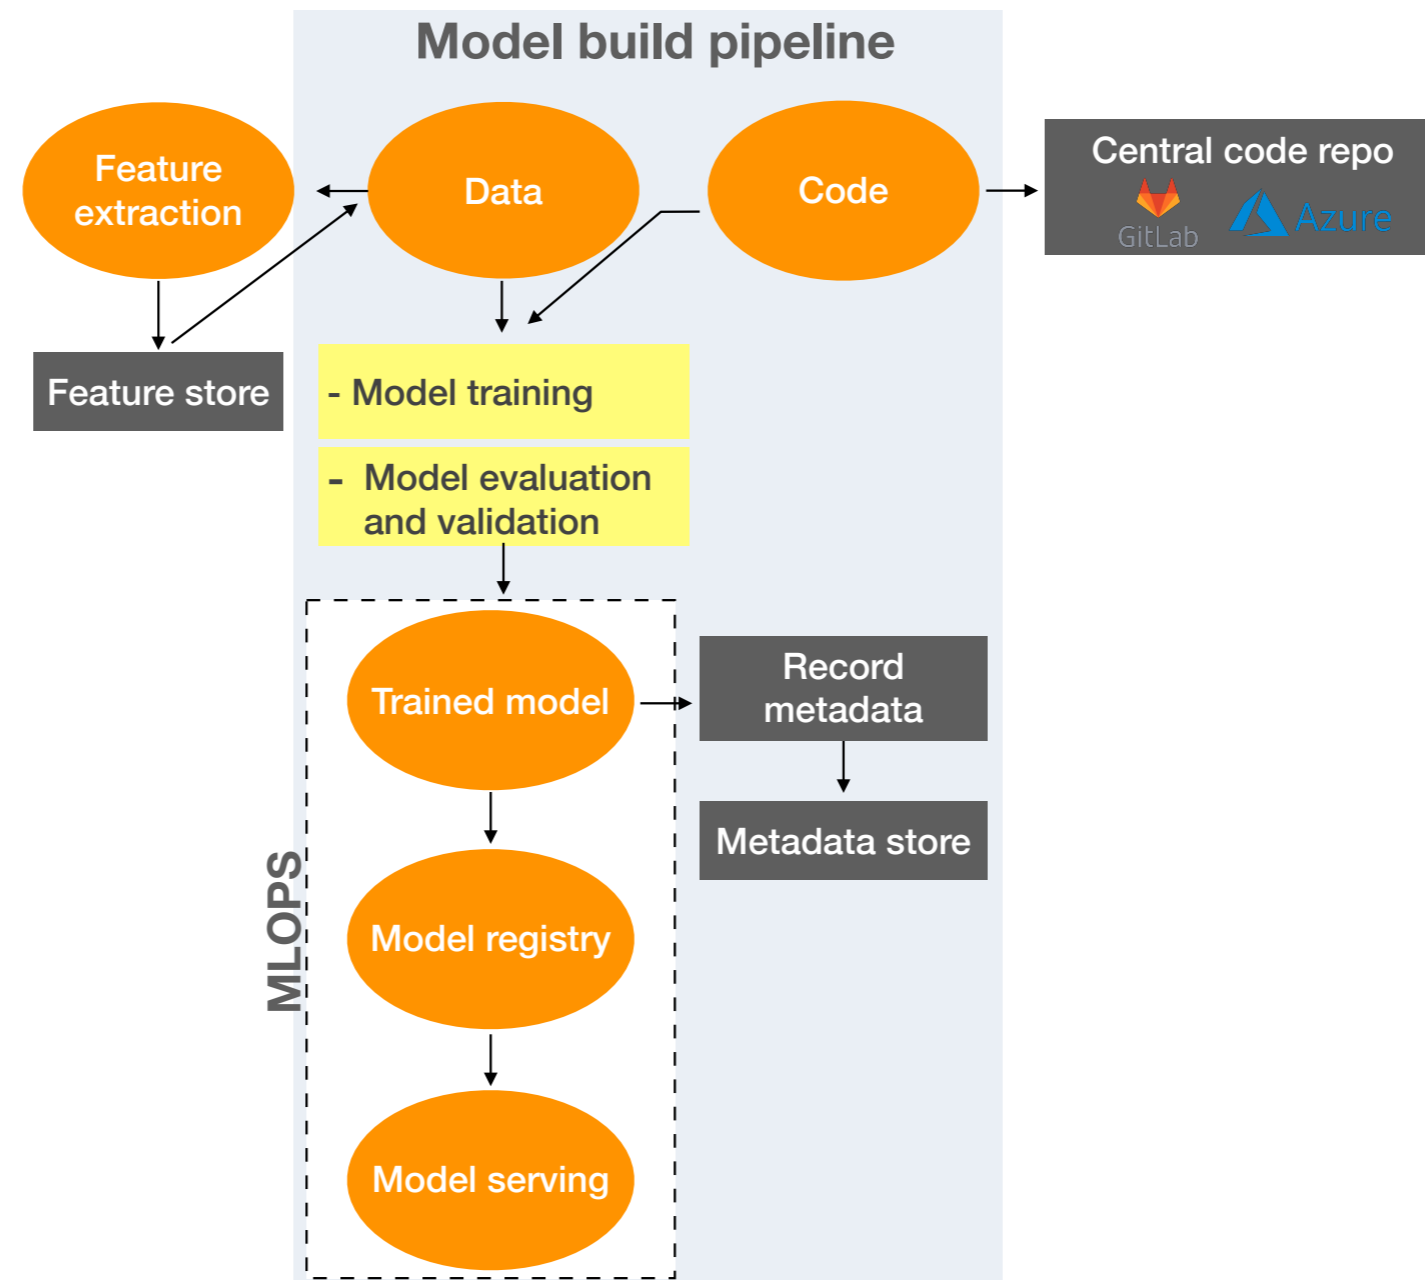 Model build pipeline
Feature
extraction
Data
Code
Central code repo
GitLab
Azure
Feature store
- Model training
- Model evaluation
and validation
Trained model
Record
metadata
Metadata store
MLOPS
Model registry
Model serving